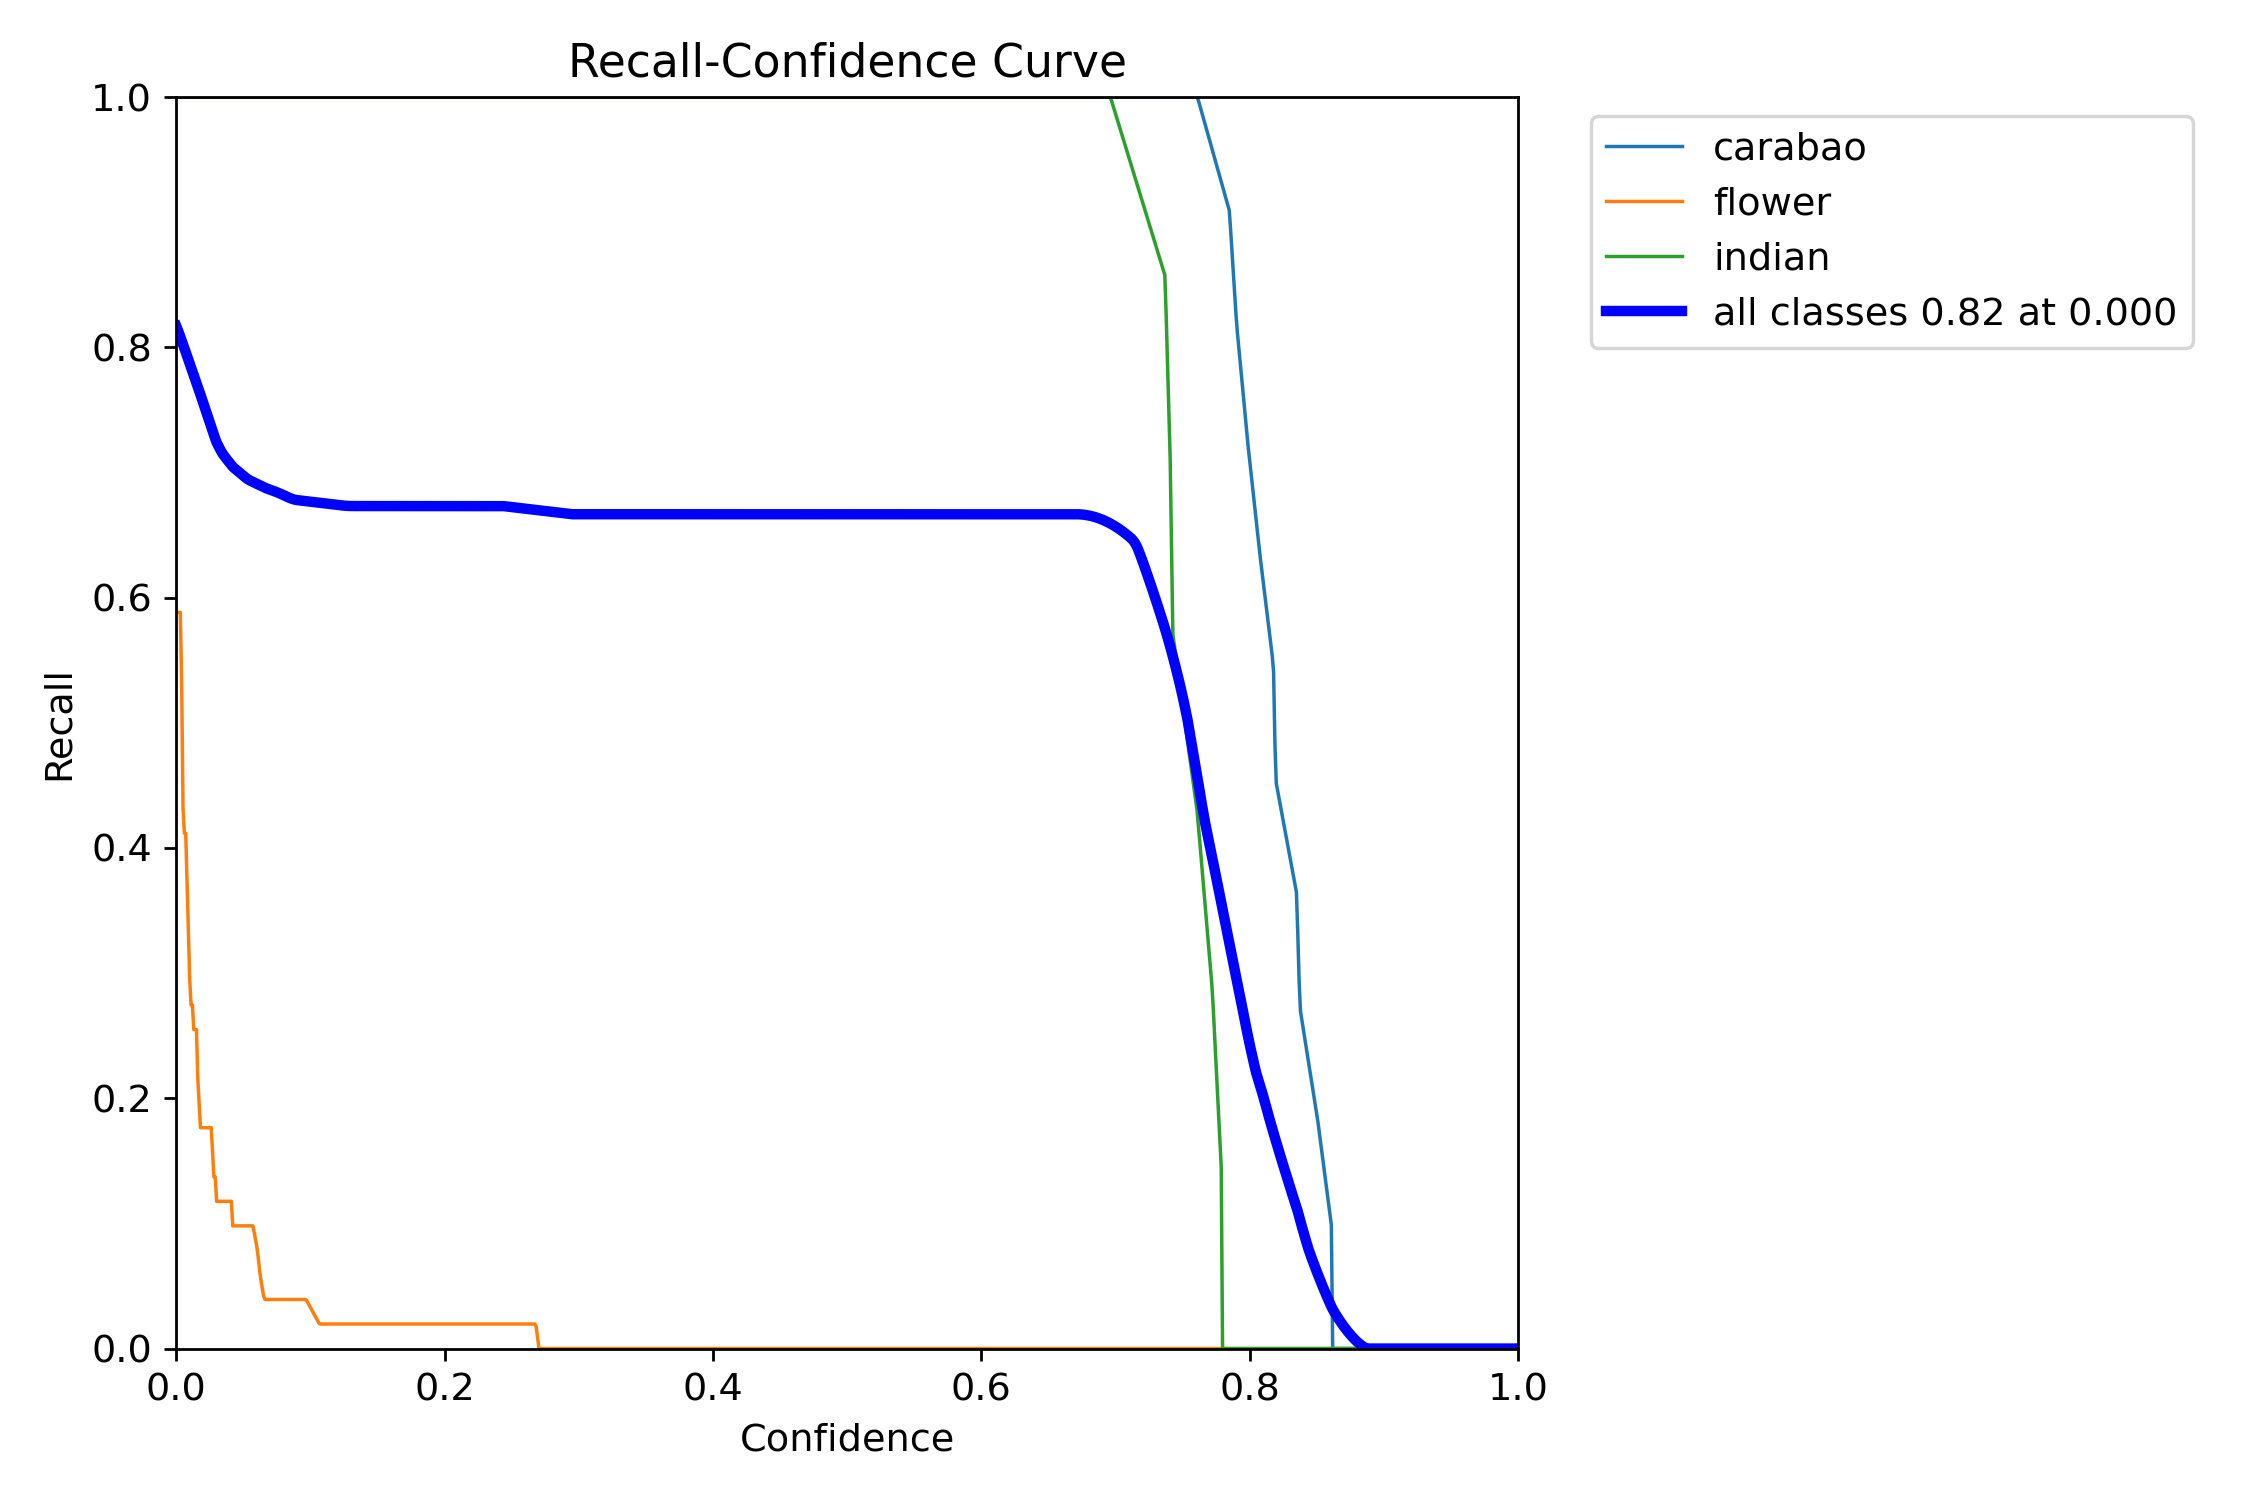 Recall-Confidence Curve
1.0
0.8
0.6
0.4
0.2
0.0
Recall
0.0 0.2 0.4 0.6 0.8 1.0
Confidence
carabao
flower
indian
all classes 0.82 at 0.000